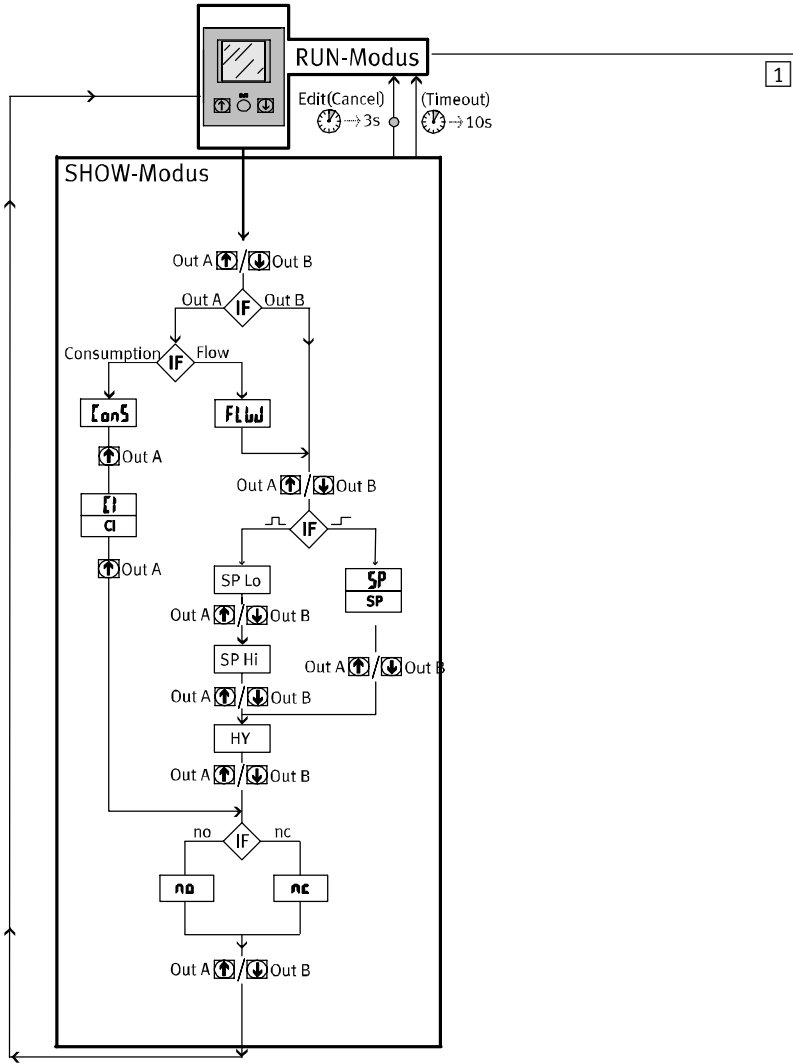 RUN-Modus
1
Edit(Cancel)
3s
(Timeout)
10s
SHOW-Modus
Out A / Out B
Out A IF Out B
Consumption IF Flow
ConS
FLW
Out A
Out A / Out B
CI
CI
IF
Out A
SP Lo
SP
SP
Out A / Out B
SP Hi
Out A / Out B
Out A / Out B
HY
Out A / Out B
no IF nc
no
nc
Out A / Out B